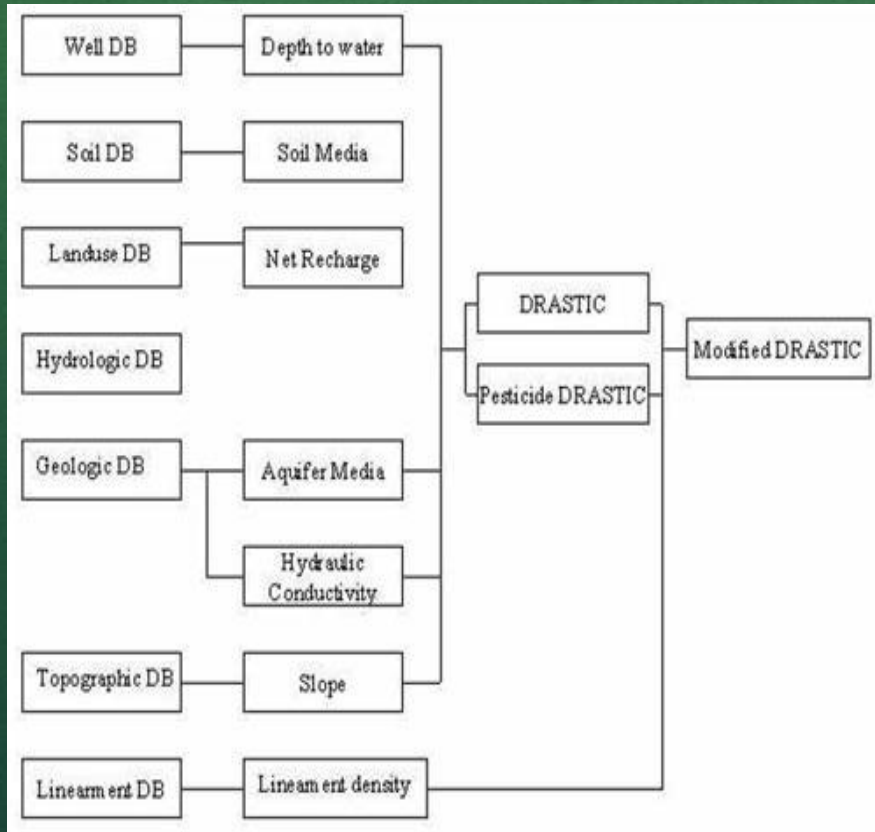 Well DB
Depth to water
Soil DB
Soil Media
Landuse DB
Net Recharge
DRASTIC
Modified DRASTIC
Hydrologic DB
Pesticide DRASTIC
Geologic DB
Aquifer Media
Hydraulic
Conductivity
Topographic DB
Slope
Linearment DB
Lineament density